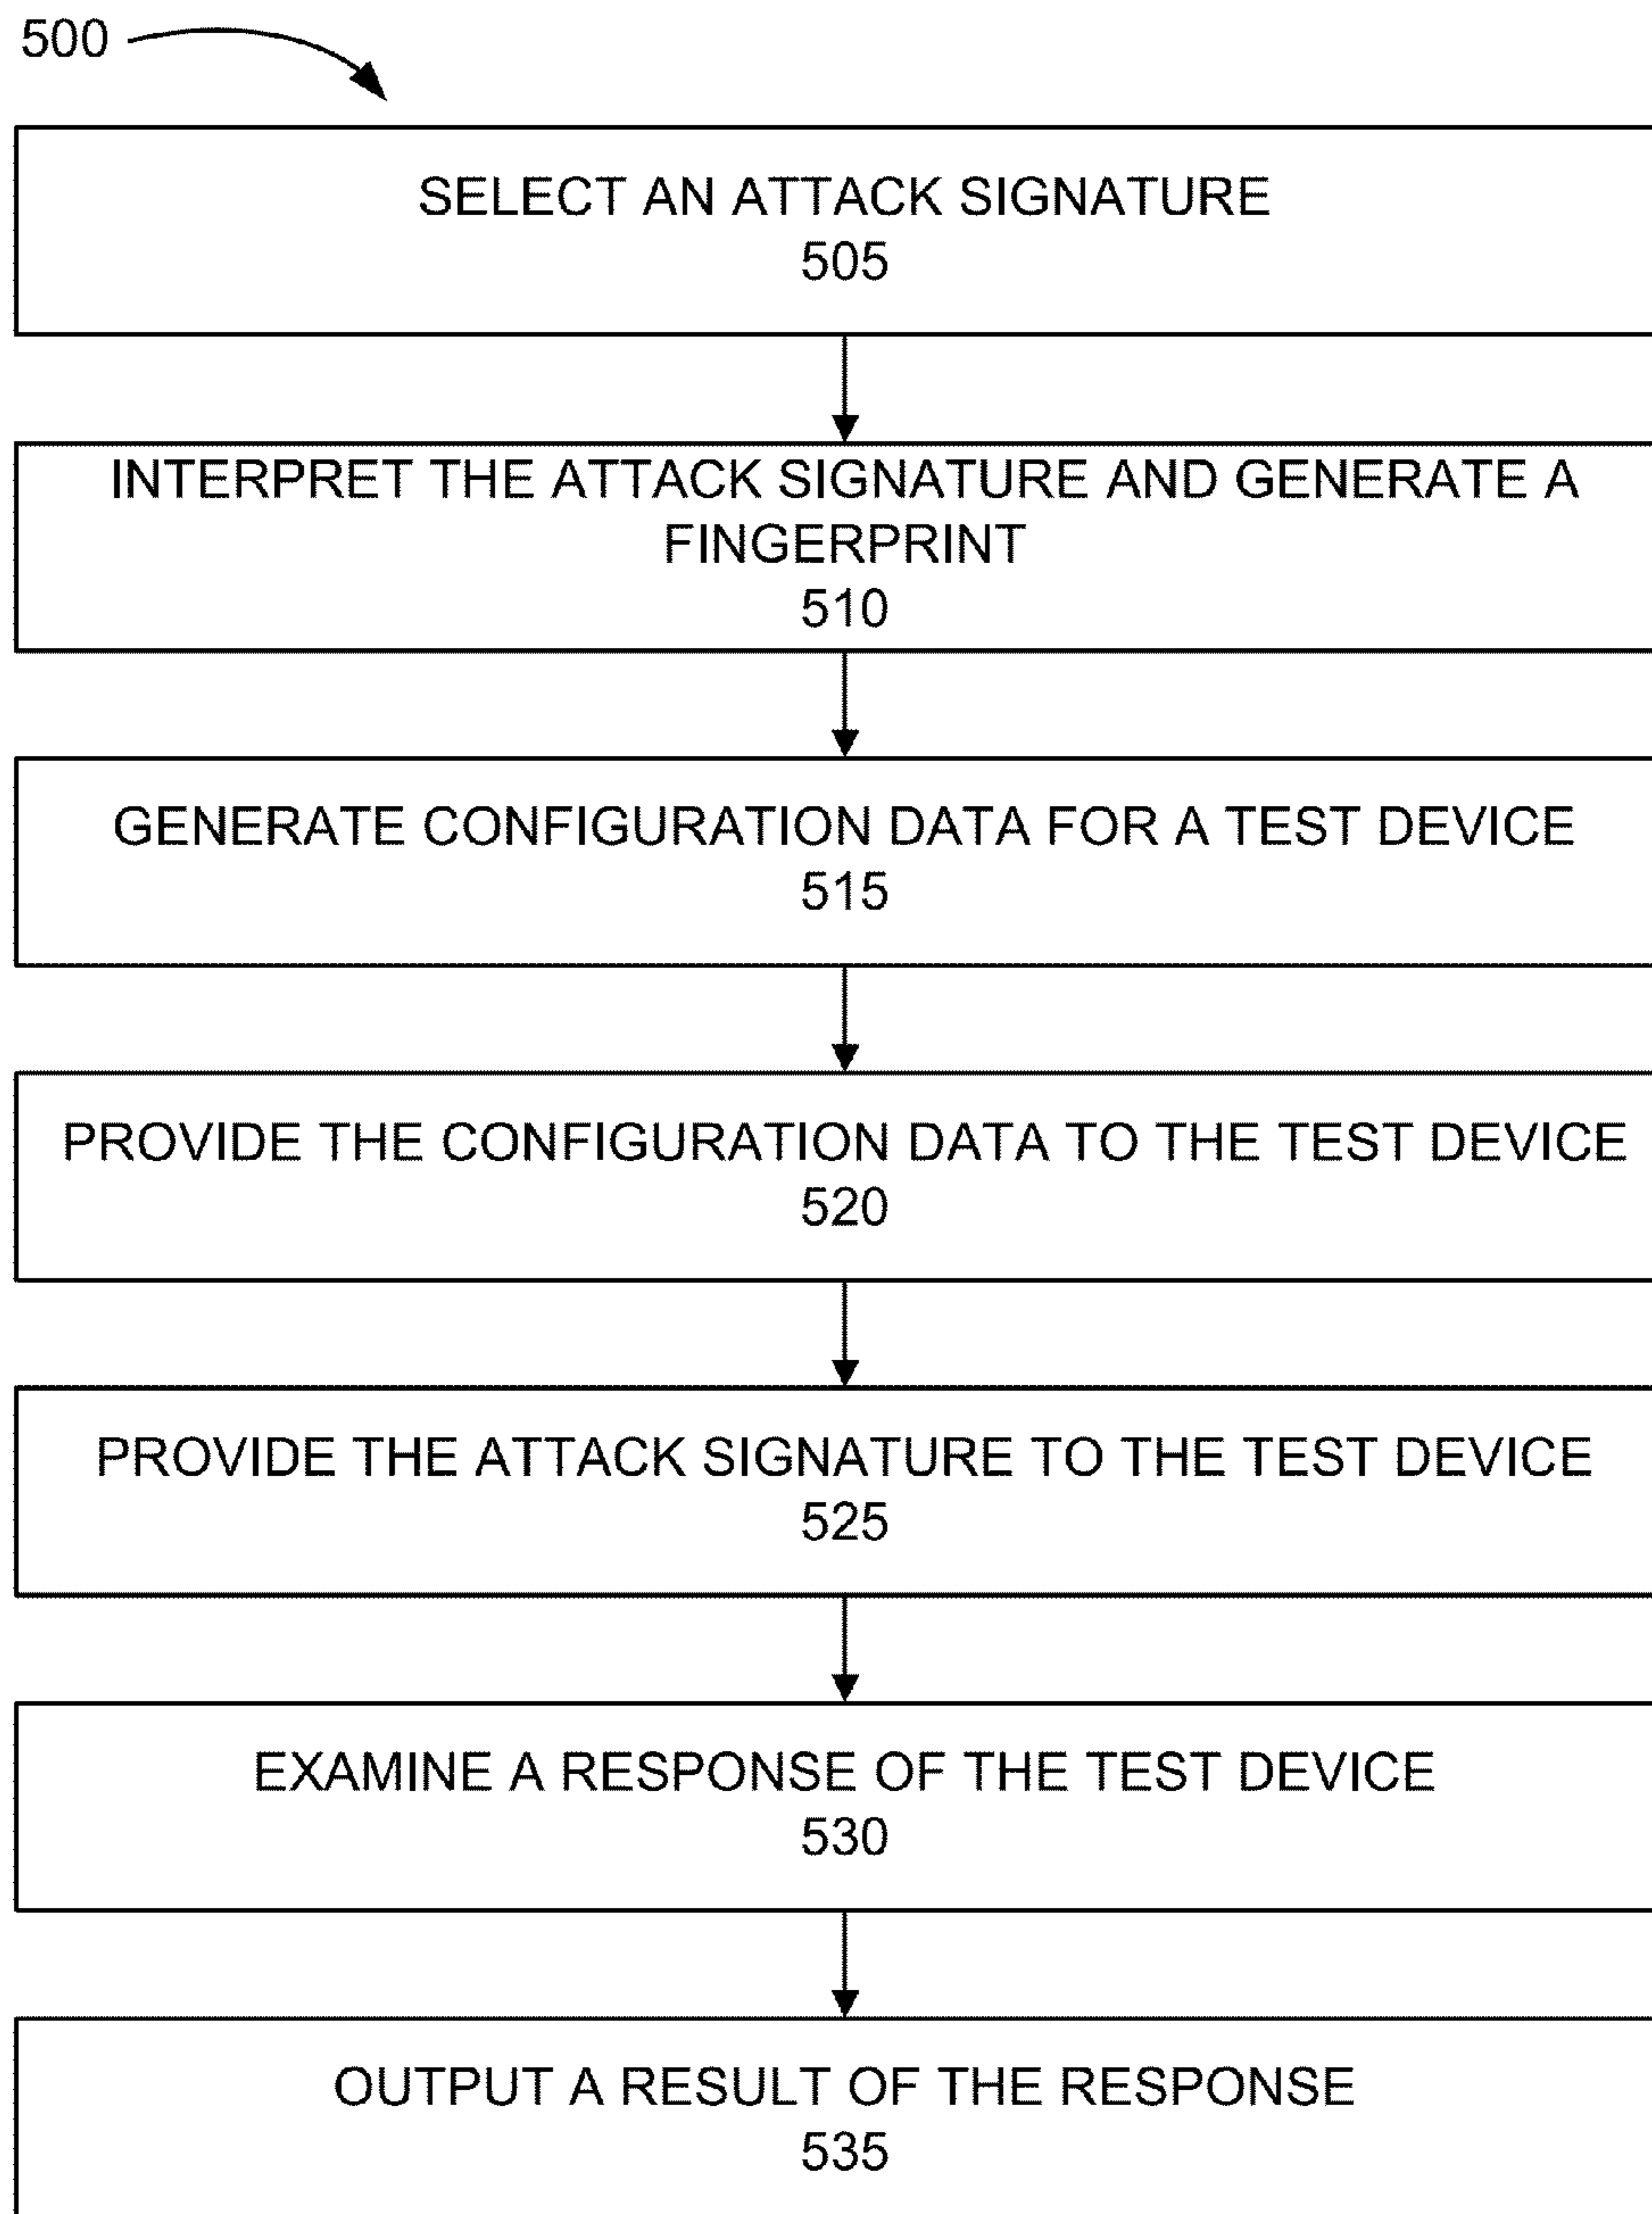 500
SELECT AN ATTACK SIGNATURE
505
INTERPRET THE ATTACK SIGNATURE AND GENERATE A
FINGERPRINT
510
GENERATE CONFIGURATION DATA FOR A TEST DEVICE
515
PROVIDE THE CONFIGURATION DATA TO THE TEST DEVICE
520
PROVIDE THE ATTACK SIGNATURE TO THE TEST DEVICE
525
EXAMINE A RESPONSE OF THE TEST DEVICE
530
OUTPUT A RESULT OF THE RESPONSE
535